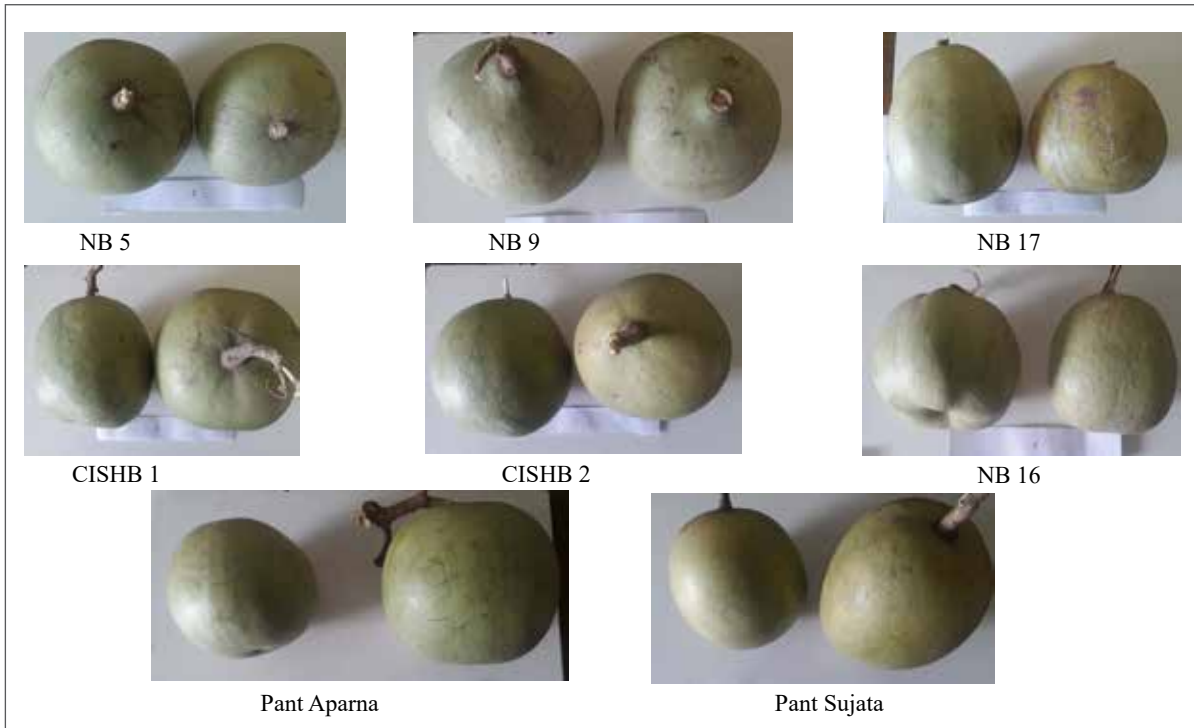 NB 5
NB 9
NB 17
CISHB 1
CISHB 2
NB 16
Pant Aparna
Pant Sujata